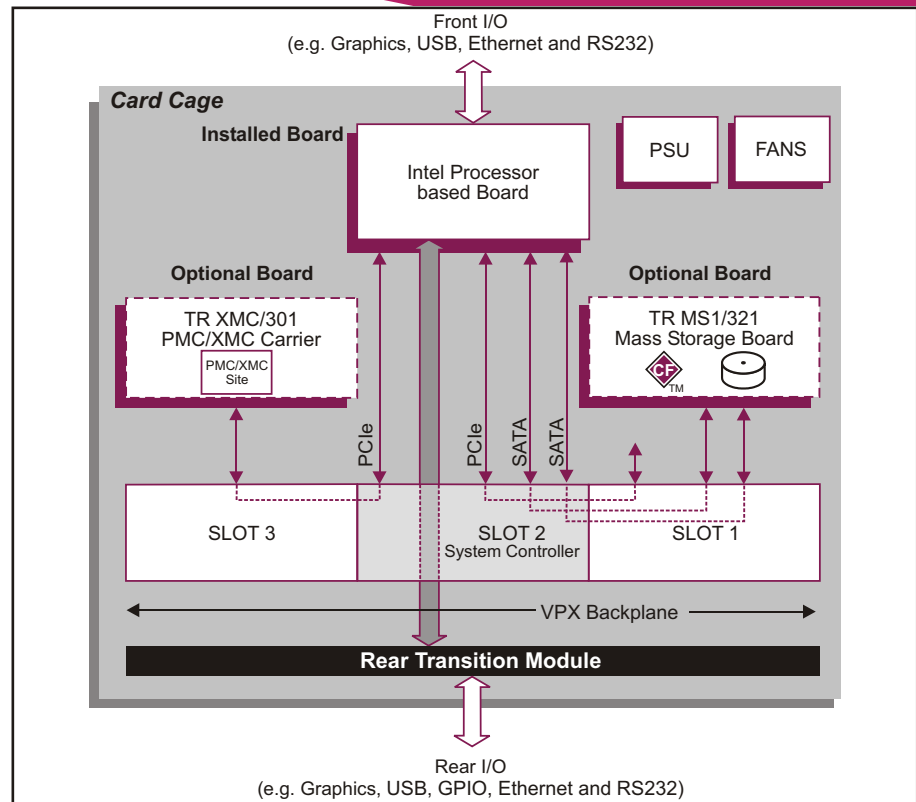 Front I/O
(e.g. Graphics, USB, Ethernet and RS232)
Card Cage
Installed Board
Intel Processor
based Board
PSU
FANS
Optional Board
TR XMC/301
PMC/XMC Carrier
PMC/XMC
Site
Optional Board
TR MS1/321
Mass Storage Board
CF
TM
PCIe
PCIe
SATA
SATA
SLOT 3
SLOT 2
System Controller
SLOT 1
VPX Backplane
Rear Transition Module
Rear I/O
(e.g. Graphics, USB, GPIO, Ethernet and RS232)